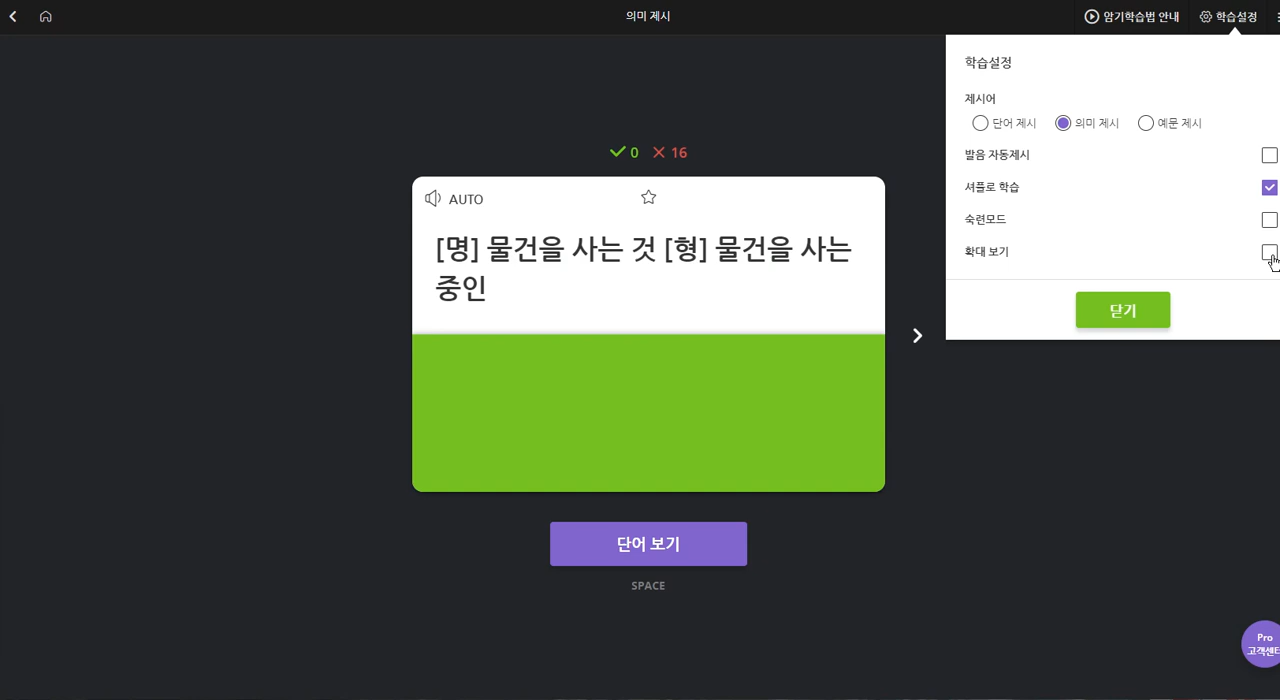 의미 제시
암기학습법 안내
학습설정
학습설정
제시어
단어 제시 의미 제시 예문 제시
발음 자동제시
셔플로 학습
숙련모드
확대 보기
닫기
0 16
AUTO
[명] 물건을 사는 것 [형] 물건을 사는
중인
단어 보기
SPACE
Pro
고객센터